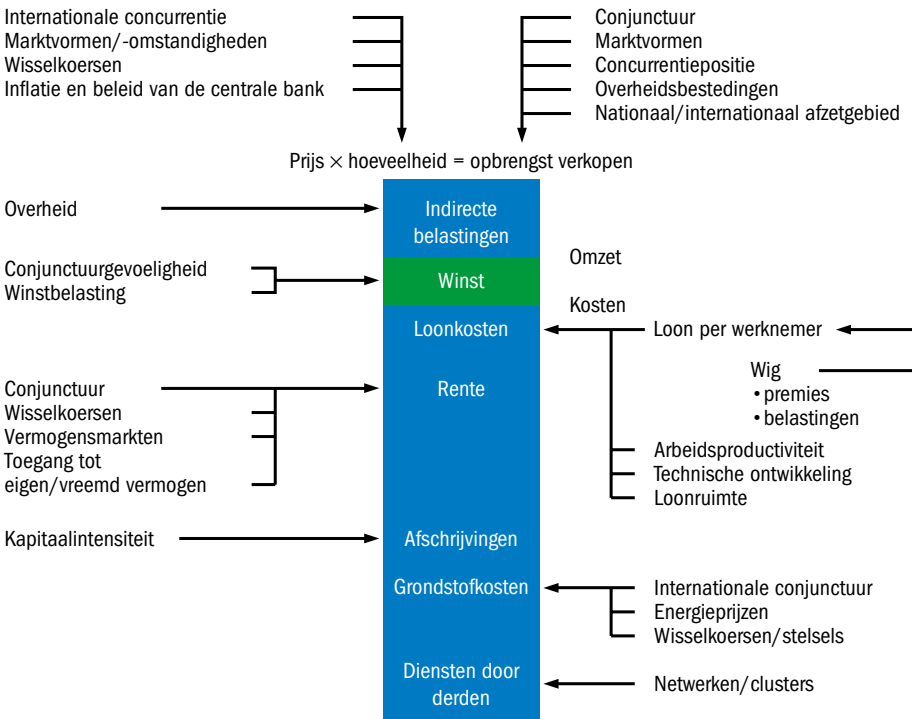 Internationale concurrentie
Marktvormen/-omstandigheden
Wisselkoersen
Inflatie en beleid van de centrale bank
Conjunctuur
Marktvormen
Concurrentiepositie
Overheidsbestedingen
Nationaal/internationaal afzetgebied
Prijs × hoeveelheid = opbrengst verkopen
Overheid
Indirecte
belastingen
Conjunctuurgevoeligheid
Winstbelasting
Winst
Omzet
Kosten
Loonkosten
Loon per werknemer
Wig
• premies
• belastingen
Arbeidsproductiviteit
Technische ontwikkeling
Loonruimte
Conjunctuur
Wisselkoersen
Vermogensmarkten
Toegang tot
eigen/vreemd vermogen
Rente
Kapitaalintensiteit
Afschrijvingen
Grondstofkosten
Internationale conjunctuur
Energieprijzen
Wisselkoersen/stelsels
Diensten door
derden
Netwerken/clusters